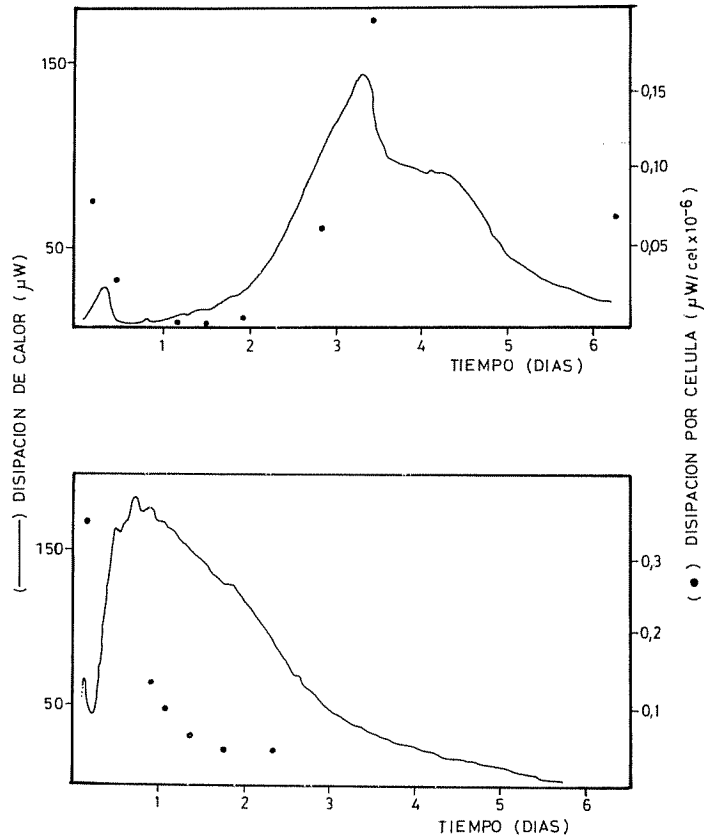 150
50
0,15
0,10
0,05
1 2 3 4 5 6
TIEMPO (DIAS)
150
50
0,3
0,2
0,1
1 2 3 4 5 6
TIEMPO (DIAS)
(——) DISIPACION DE CALOR (µW)
(●) DISIPACION POR CELULA (µW/cel x10⁻⁶)